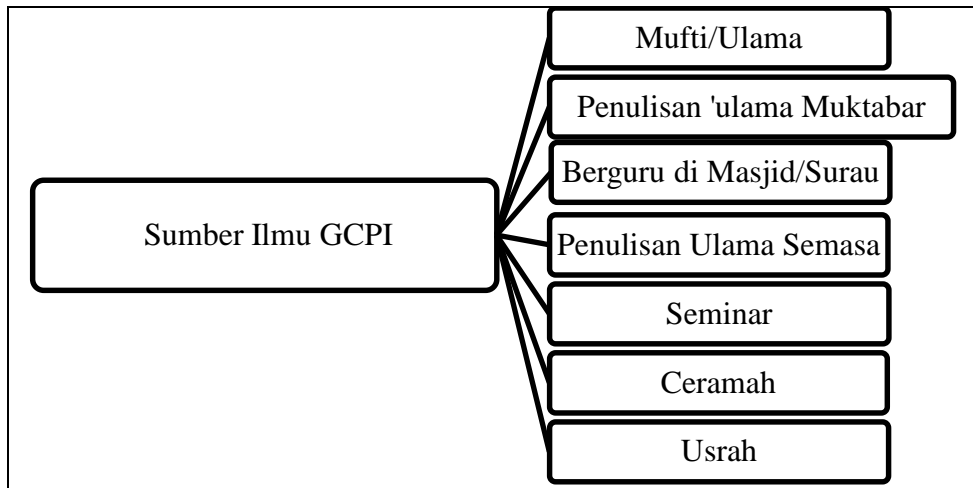 Sumber Ilmu GCPI
Mufti/Ulama
Penulisan 'ulama Muktabar
Berguru di Masjid/Surau
Penulisan Ulama Semasa
Seminar
Ceramah
Usrah